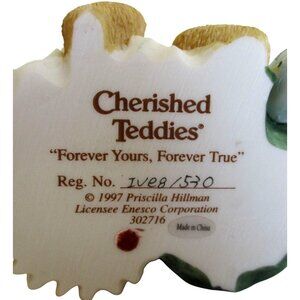 Cherished
Teddies®
"Forever Yours, Forever True"
Reg. No. IVE8/530
© 1997 Priscilla Hillman
Licensee Enesco Corporation
302716
Made in China